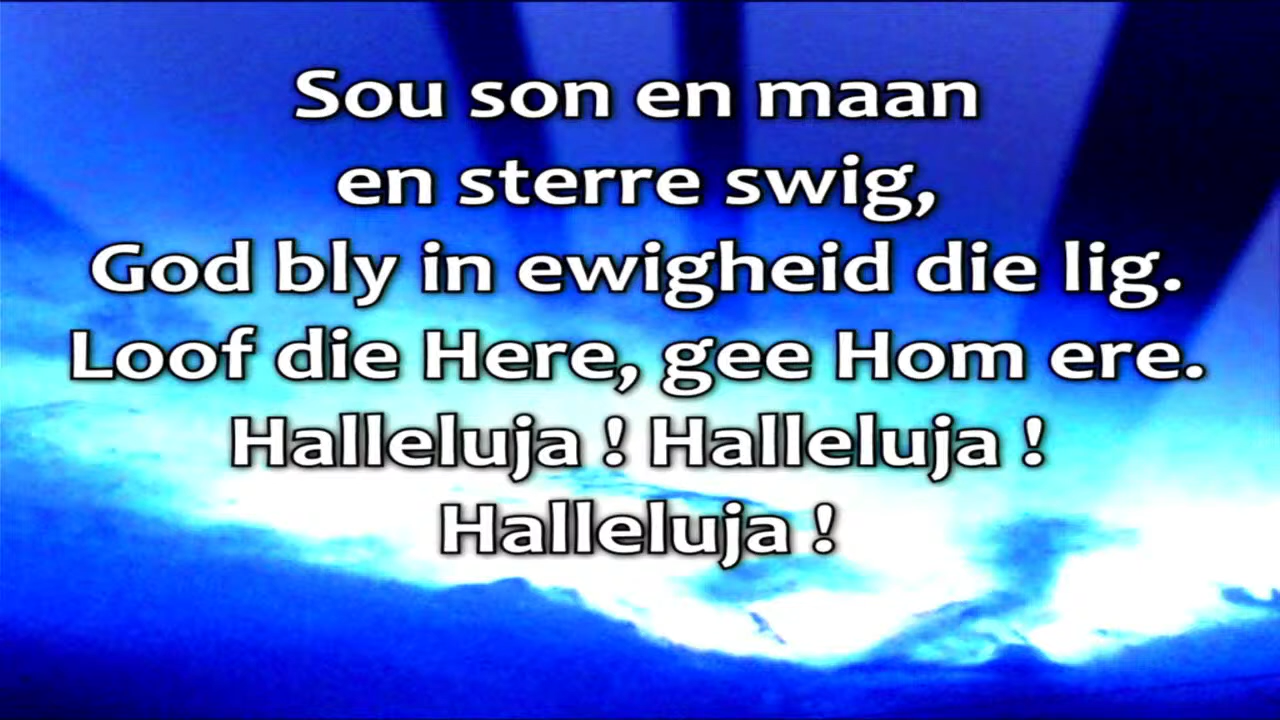 Sou son en maan
en sterre swig,
God bly in ewigheid die lig.
Loof die Here, gee Hom ere.
Halleluja ! Halleluja !
Halleluja !